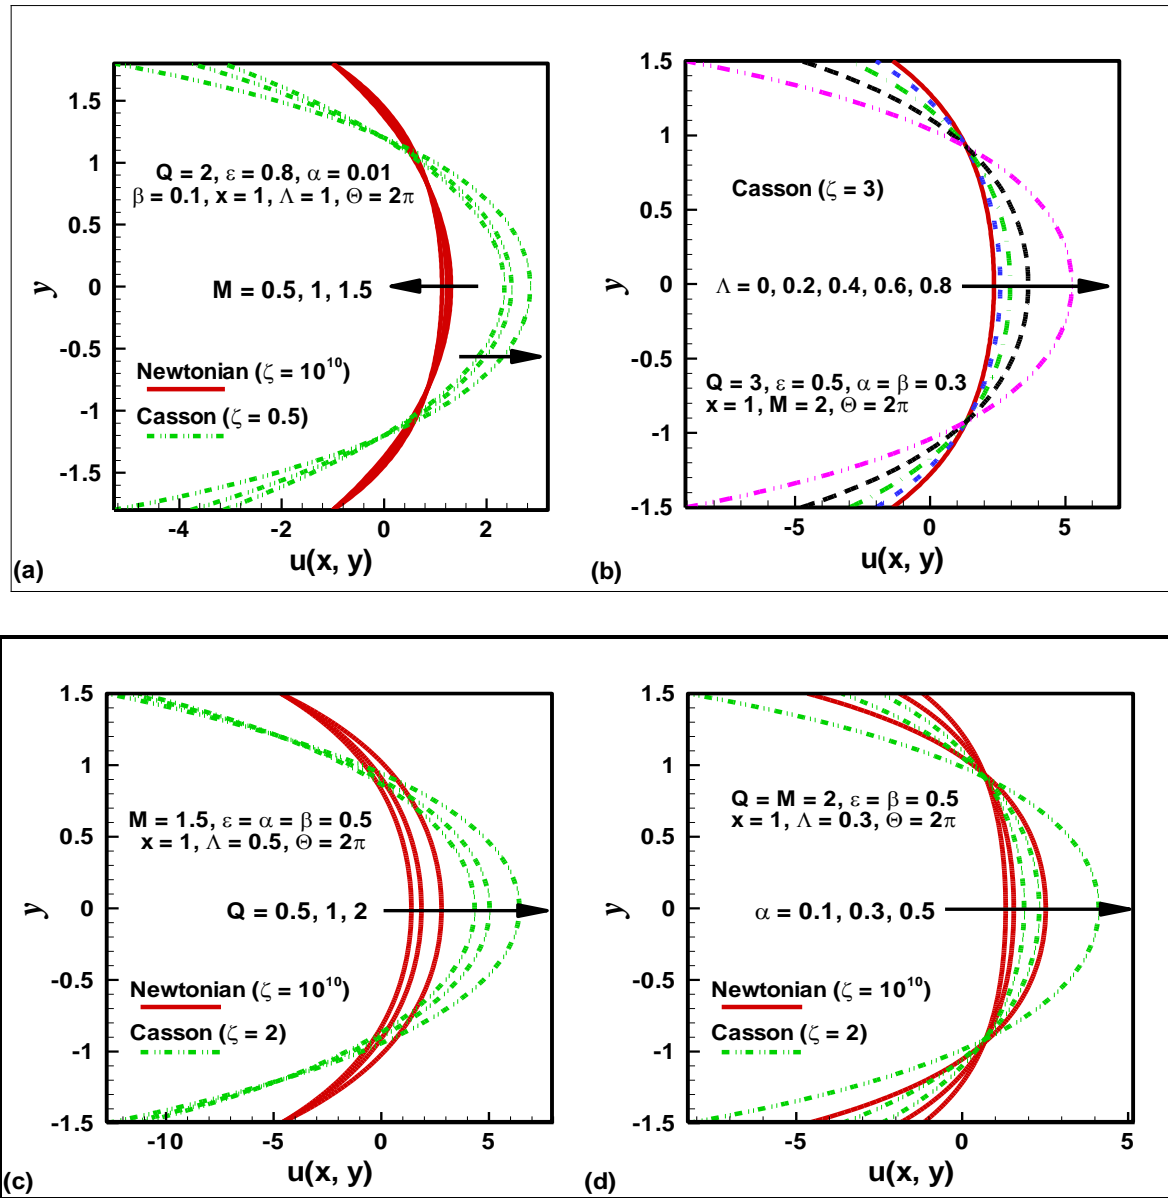 1.5
1
0.5
0
-0.5
-1
-1.5
y
Q = 2, ε = 0.8, α = 0.01
β = 0.1, x = 1, Λ = 1, Θ = 2π
M = 0.5, 1, 1.5
Newtonian (ζ = 10¹⁰)
Casson (ζ = 0.5)
-4
-2
0
2
u(x, y)
(a)
1.5
1
0.5
0
-0.5
-1
-1.5
y
Casson (ζ = 3)
Λ = 0, 0.2, 0.4, 0.6, 0.8
Q = 3, ε = 0.5, α = β = 0.3
x = 1, M = 2, Θ = 2π
-5
0
5
u(x, y)
(b)
1.5
1
0.5
0
-0.5
-1
-1.5
y
M = 1.5, ε = α = β = 0.5
x = 1, Λ = 0.5, Θ = 2π
Q = 0.5, 1, 2
Newtonian (ζ = 10¹⁰)
Casson (ζ = 2)
-10
-5
0
5
u(x, y)
(c)
1.5
1
0.5
0
-0.5
-1
-1.5
y
Q = M = 2, ε = β = 0.5
x = 1, Λ = 0.3, Θ = 2π
α = 0.1, 0.3, 0.5
Newtonian (ζ = 10¹⁰)
Casson (ζ = 2)
-5
0
5
u(x, y)
(d)